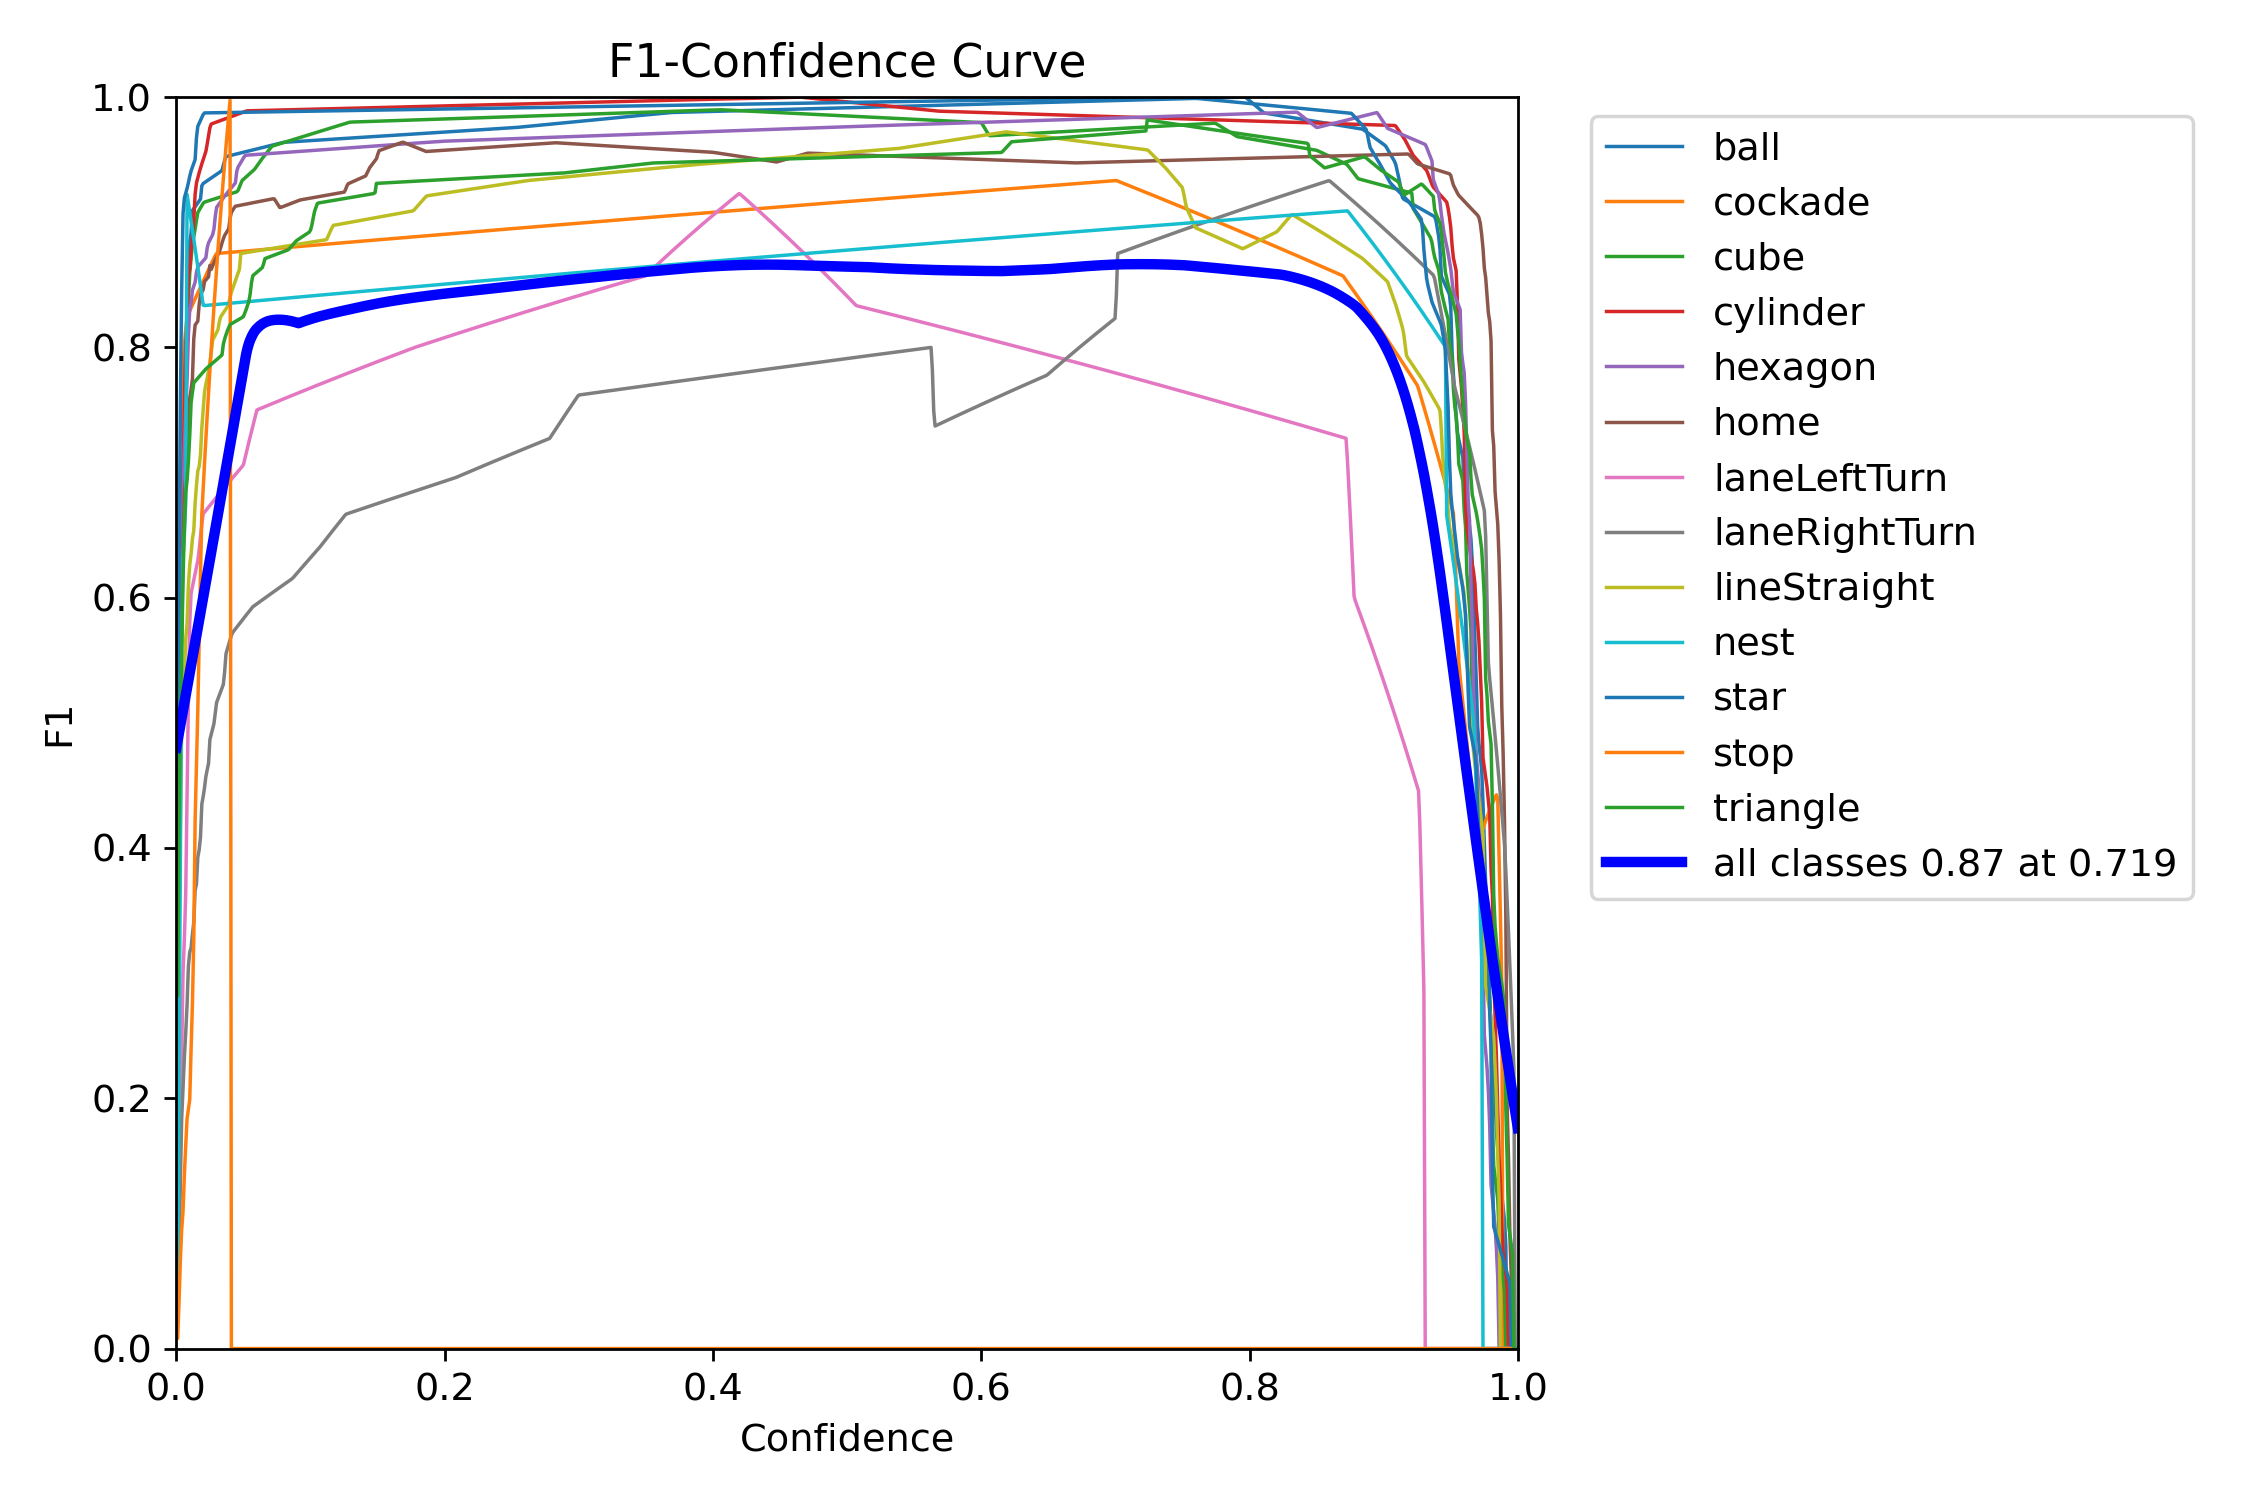 F1-Confidence Curve
1.0
0.8
0.6
0.4
0.2
0.0
F1
0.0 0.2 0.4 0.6 0.8 1.0
Confidence
ball
cockade
cube
cylinder
hexagon
home
laneLeftTurn
laneRightTurn
lineStraight
nest
star
stop
triangle
all classes 0.87 at 0.719